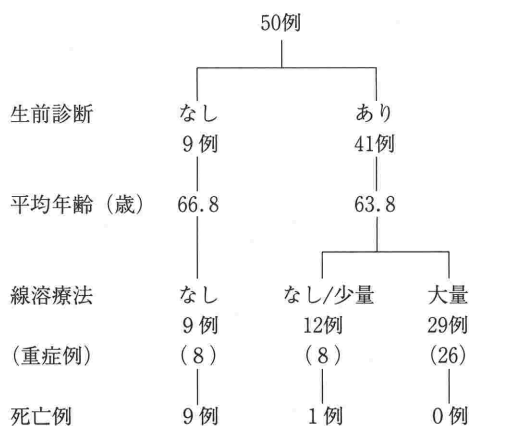 50例
生前診断 なし あり
9例 41例
平均年齢（歳） 66.8 63.8
線溶療法 なし なし/少量 大量
9例 12例 29例
(重症例) (8) (8) (26)
死亡例 9例 1例 0例